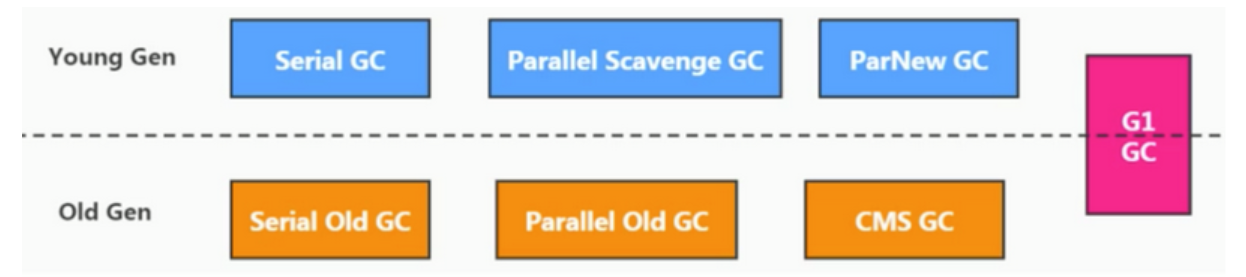 Young Gen
Serial GC
Parallel Scavenge GC
ParNew GC
G1
GC
Old Gen
Serial Old GC
Parallel Old GC
CMS GC